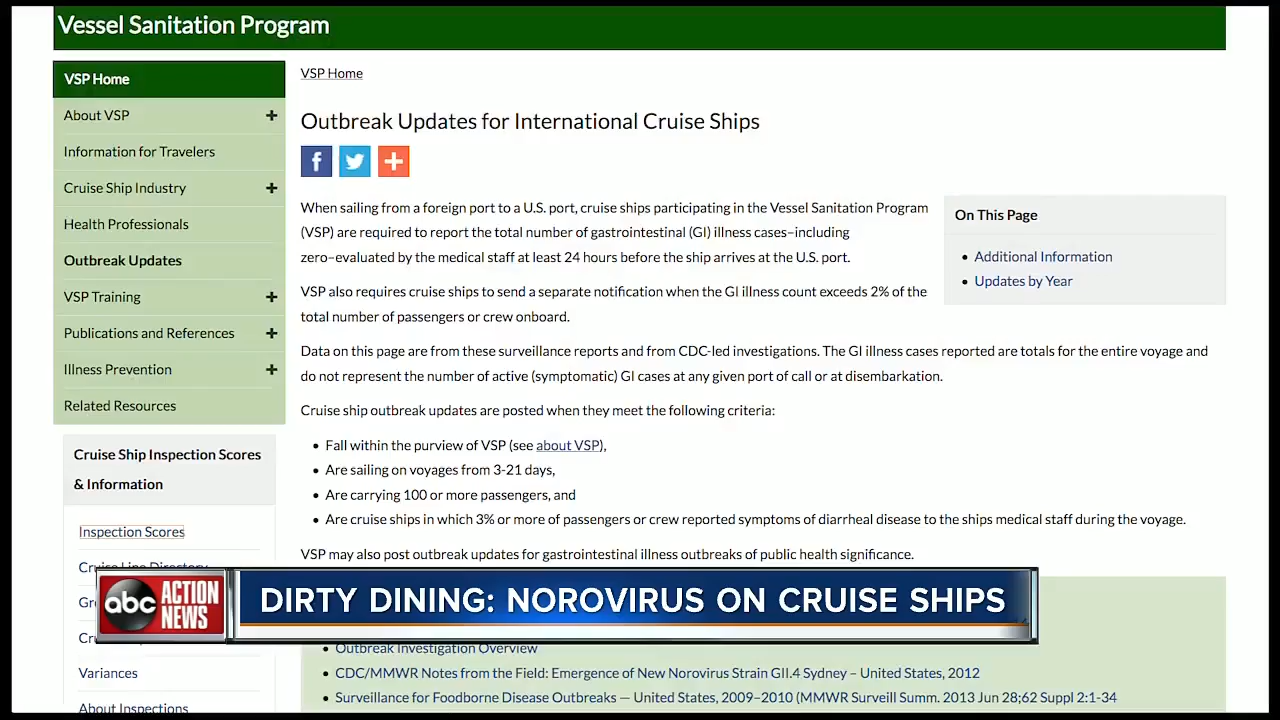 Vessel Sanitation Program
VSP Home
About VSP
Information for Travelers
Cruise Ship Industry
Health Professionals
Outbreak Updates
VSP Training
Publications and References
Illness Prevention
Related Resources
Cruise Ship Inspection Scores
& Information
Inspection Scores
Cruise Line Directory
Variances
About Inspections
VSP Home
Outbreak Updates for International Cruise Ships
When sailing from a foreign port to a U.S. port, cruise ships participating in the Vessel Sanitation Program
(VSP) are required to report the total number of gastrointestinal (GI) illness cases–including
zero–evaluated by the medical staff at least 24 hours before the ship arrives at the U.S. port.
VSP also requires cruise ships to send a separate notification when the GI illness count exceeds 2% of the
total number of passengers or crew onboard.
Data on this page are from these surveillance reports and from CDC-led investigations. The GI illness cases reported are totals for the entire voyage and
do not represent the number of active (symptomatic) GI cases at any given port of call or at disembarkation.
Cruise ship outbreak updates are posted when they meet the following criteria:
• Fall within the purview of VSP (see about VSP),
• Are sailing on voyages from 3-21 days,
• Are carrying 100 or more passengers, and
• Are cruise ships in which 3% or more of passengers or crew reported symptoms of diarrheal disease to the ships medical staff during the voyage.
VSP may also post outbreak updates for gastrointestinal illness outbreaks of public health significance.
• Outbreak Investigation Overview
• CDC/MMWR Notes from the Field: Emergence of New Norovirus Strain GII.4 Sydney – United States, 2012
• Surveillance for Foodborne Disease Outbreaks — United States, 2009–2010 (MMWR Surveill Summ. 2013 Jun 28;62 Suppl 2:1-34
On This Page
• Additional Information
• Updates by Year
abc
ACTION
NEWS
DIRTY DINING: NOROVIRUS ON CRUISE SHIPS